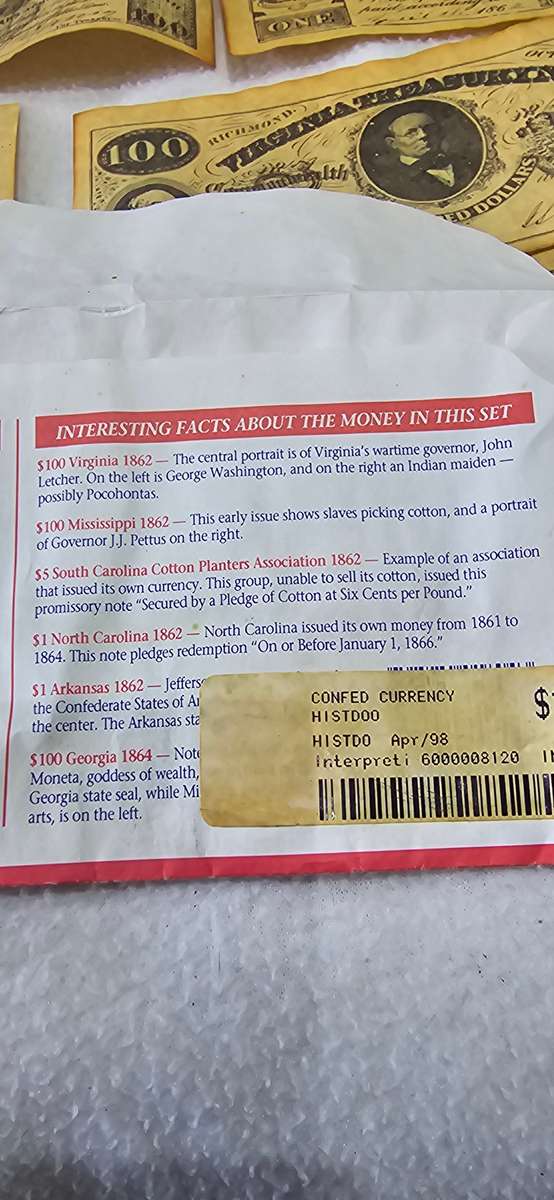 100
ONE
100
RICHMOND.
VIRGINIA TREASURY N
100
INTERESTING FACTS ABOUT THE MONEY IN THIS SET
$100 Virginia 1862 — The central portrait is of Virginia's wartime governor, John
Letcher. On the left is George Washington, and on the right an Indian maiden —
possibly Pocohontas.
$100 Mississippi 1862 — This early issue shows slaves picking cotton, and a portrait
of Governor J.J. Pettus on the right.
$5 South Carolina Cotton Planters Association 1862 — Example of an association
that issued its own currency. This group, unable to sell its cotton, issued this
promissory note "Secured by a Pledge of Cotton at Six Cents per Pound."
$1 North Carolina 1862 — North Carolina issued its own money from 1861 to
1864. This note pledges redemption "On or Before January 1, 1866."
$1 Arkansas 1862 — Jeffers
the Confederate States of A
the center. The Arkansas sta
$100 Georgia 1864 — Note
Moneta, goddess of wealth,
Georgia state seal, while Mi
arts, is on the left.
CONFED CURRENCY
HISTDOO
HISTDO Apr/98
Interpreti 6000008120
$